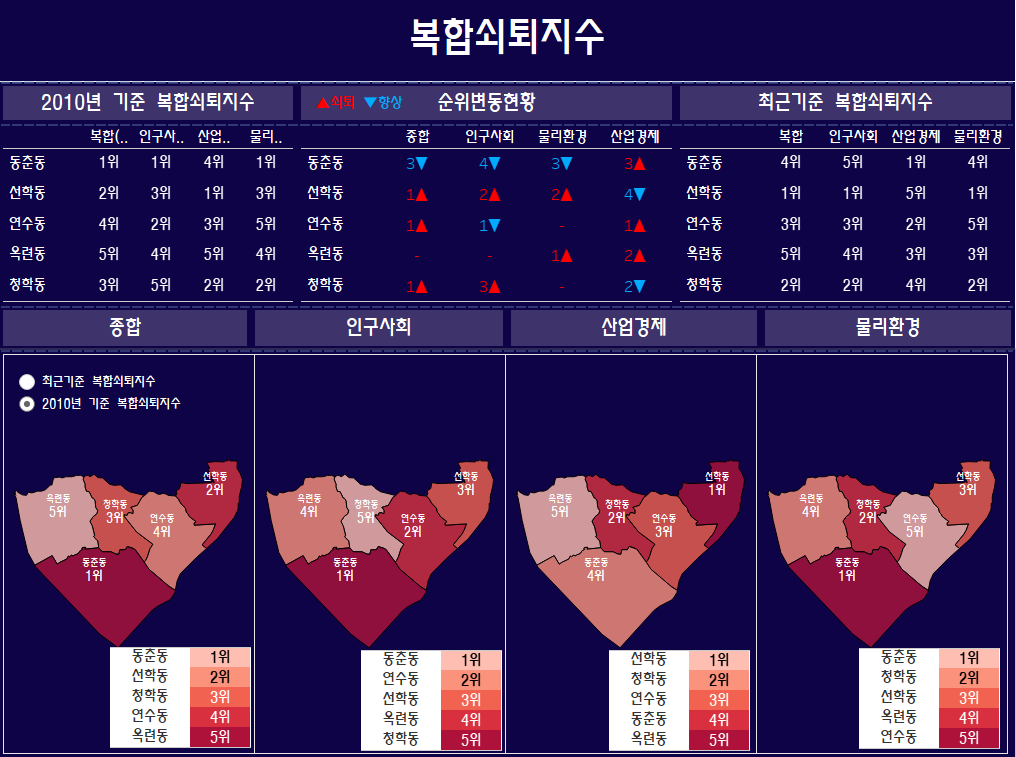 복합쇠퇴지수
2010년 기준 복합쇠퇴지수
▲쇠퇴 ▼향상 순위변동현황
최근기준 복합쇠퇴지수
복합(.. 인구사.. 산업.. 물리..
동춘동 1위 1위 4위 1위
선학동 2위 3위 1위 3위
연수동 4위 2위 3위 5위
옥련동 5위 4위 5위 4위
청학동 3위 5위 2위 2위
종합 인구사회 물리환경 산업경제
동춘동 3▼ 4▼ 3▼ 3▲
선학동 1▲ 2▲ 2▲ 4▼
연수동 1▲ 1▼ - 1▲
옥련동 - - 1▲ 2▲
청학동 1▲ 3▲ - 2▼
복합 인구사회 산업경제 물리환경
동춘동 4위 5위 1위 4위
선학동 1위 1위 5위 1위
연수동 3위 3위 2위 5위
옥련동 5위 4위 3위 3위
청학동 2위 2위 4위 2위
종합
최근기준 복합쇠퇴지수
2010년 기준 복합쇠퇴지수
선학동
2위
옥련동
5위
청학동
3위
연수동
4위
동춘동
1위
동춘동 1위
선학동 2위
청학동 3위
연수동 4위
옥련동 5위
인구사회
선학동
3위
옥련동
4위
청학동
5위
연수동
2위
동춘동
1위
동춘동 1위
연수동 2위
선학동 3위
옥련동 4위
청학동 5위
산업경제
선학동
1위
옥련동
5위
청학동
2위
연수동
3위
동춘동
4위
선학동 1위
청학동 2위
연수동 3위
동춘동 4위
옥련동 5위
물리환경
선학동
3위
옥련동
4위
청학동
2위
연수동
5위
동춘동
1위
동춘동 1위
청학동 2위
선학동 3위
옥련동 4위
연수동 5위